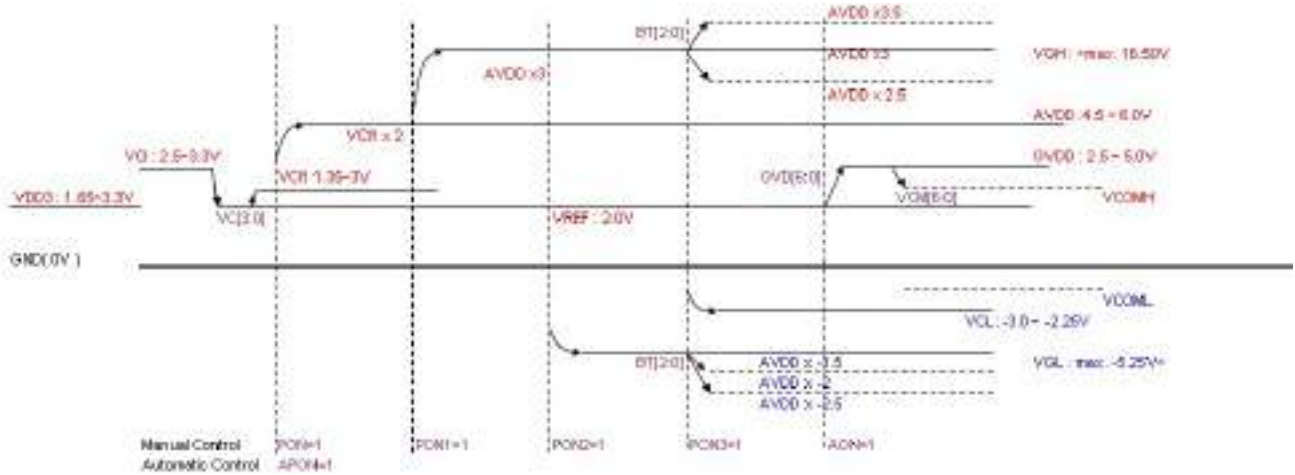 AVDD x3.5
BT[2:0]
AVDD x3
VGH : +max: 16.50V
AVDD x3
AVDD x 2.5
AVDD :4.5 ~ 6.0V
VCI1 x 2
VCI : 2.5~3.3V
GVDD : 2.5 ~ 5.0V
VCI1 :1.35~3V
GVD[6:0]
VDD3 : 1.65~3.3V
VCM[6:0]
VCOMH
VC[3:0]
VREF : 2.0V
GND( 0V )
VCOML
VCL : -3.0 ~ -2.25V
BT[2:0]
AVDD x -1.5
VGL : max: -5.25V~
AVDD x -2
AVDD x -2.5
Manual Control
PON=1
PON1=1
PON2=1
PON3=1
AON=1
Automatic Control
APON=1